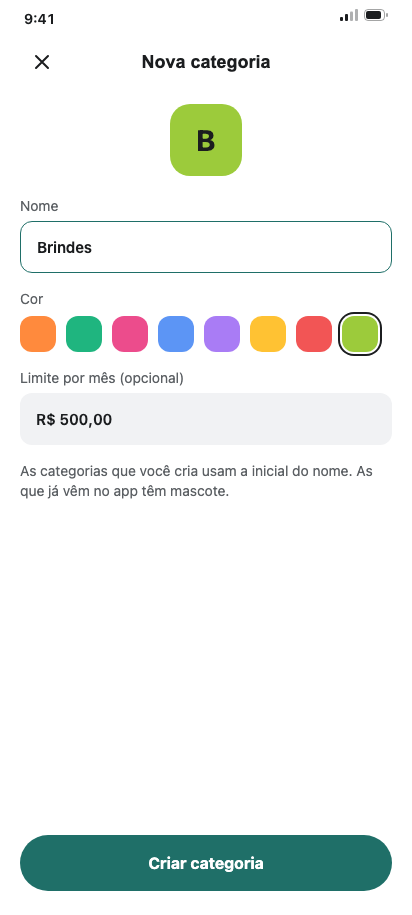 9:41
Nova categoria
B
Nome
Brindes
Cor
Limite por mês (opcional)
R$ 500,00
As categorias que você cria usam a inicial do nome. As
que já vêm no app têm mascote.
Criar categoria